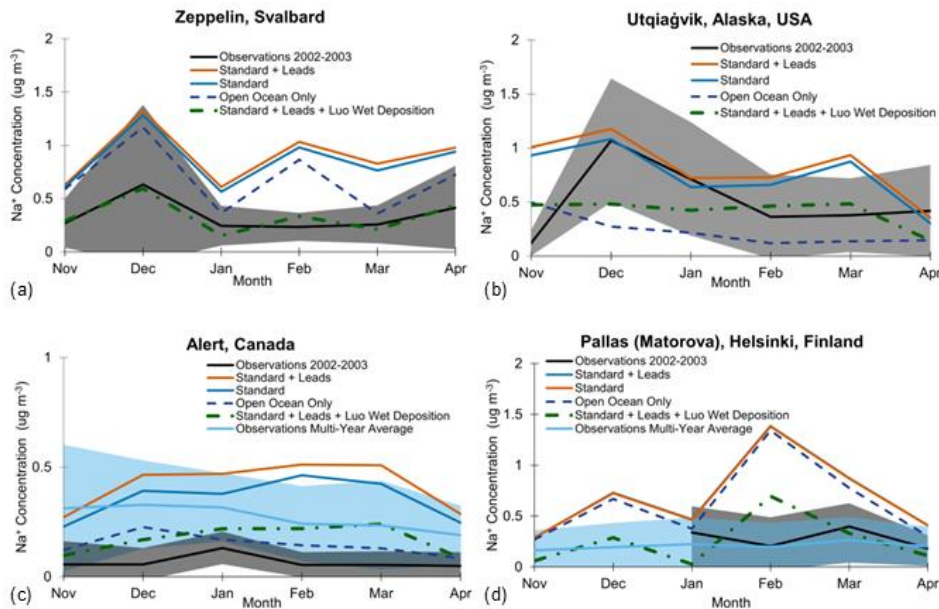 Zeppelin, Svalbard
2
1.5
1
0.5
0
Na⁺ Concentration (ug m⁻³)
Observations 2002-2003
Standard + Leads
Standard
Open Ocean Only
Standard + Leads + Luo Wet Deposition
Nov Dec Jan Feb Mar Apr
Month
(a)
Utqiaġvik, Alaska, USA
2
1.5
1
0.5
0
Na⁺ Concentration (ug m⁻³)
Observations 2002-2003
Standard + Leads
Standard
Open Ocean Only
Standard + Leads + Luo Wet Deposition
Nov Dec Jan Feb Mar Apr
Month
(b)
Alert, Canada
1
0.5
0
Na⁺ Concentration (ug m⁻³)
Observations 2002-2003
Standard + Leads
Standard
Open Ocean Only
Standard + Leads + Luo Wet Deposition
Observations Multi-Year Average
Nov Dec Jan Feb Mar Apr
Month
(c)
Pallas (Matorova), Helsinki, Finland
2
1.5
1
0.5
0
Na⁺ Concentration (ug m⁻³)
Observations 2002-2003
Standard + Leads
Standard
Open Ocean Only
Standard + Leads + Luo Wet Deposition
Observations Multi-Year Average
Nov Dec Jan Feb Mar Apr
Month
(d)